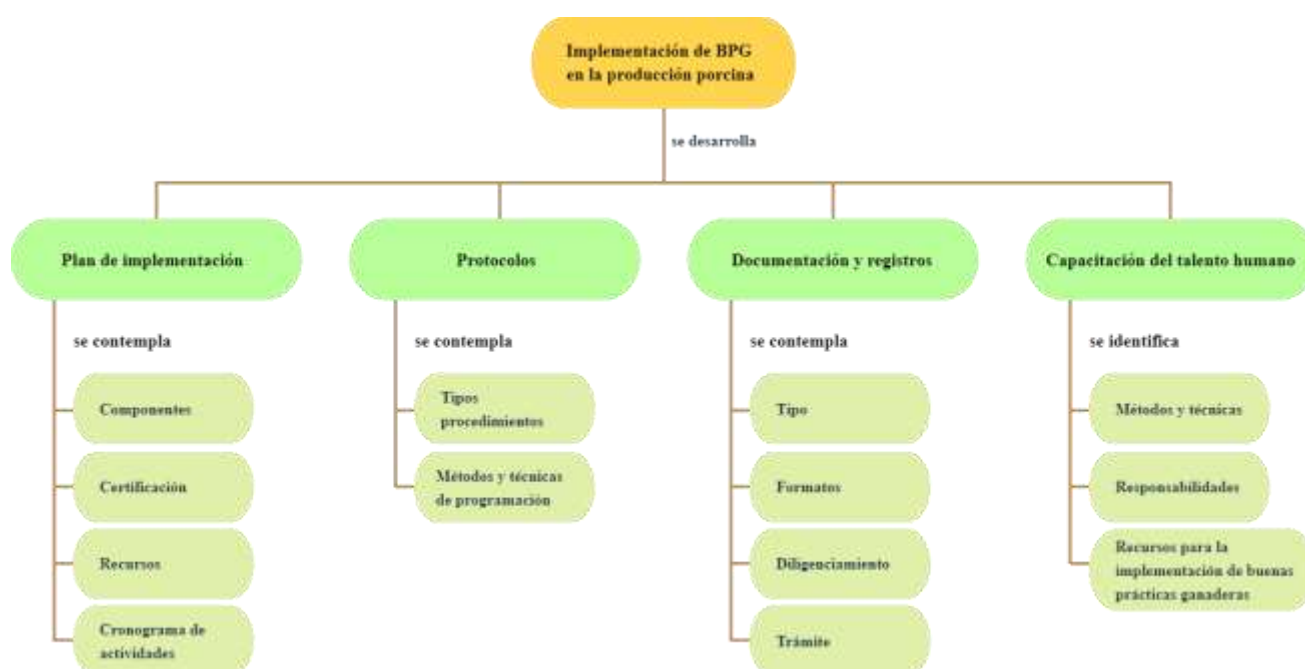 Implementación de BPG
en la producción porcina
se desarrolla
Plan de implementación
Protocolos
Documentación y registros
Capacitación del talento humano
se contempla
Componentes
Certificación
Recursos
Cronograma de
actividades
se contempla
Tipos
procedimientos
Métodos y técnicas
de programación
se contempla
Tipo
Formatos
Diligenciamiento
Trámite
se identifica
Métodos y técnicas
Responsabilidades
Recursos para la
implementación de buenas
prácticas ganaderas